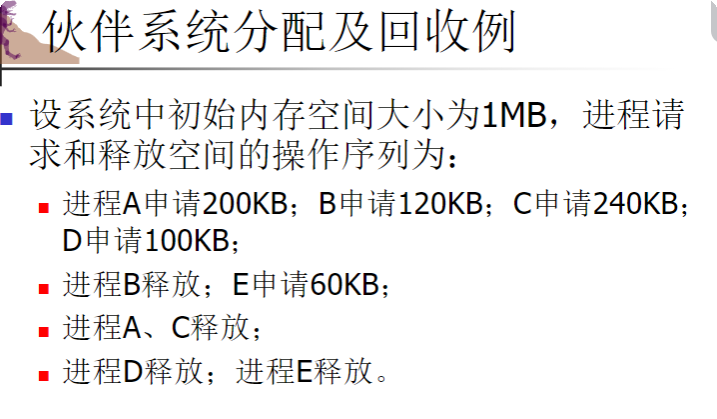 伙伴系统分配及回收例
设系统中初始内存空间大小为1MB，进程请
求和释放空间的操作序列为：
进程A申请200KB；B申请120KB；C申请240KB；
D申请100KB；
进程B释放；E申请60KB；
进程A、C释放；
进程D释放；进程E释放。